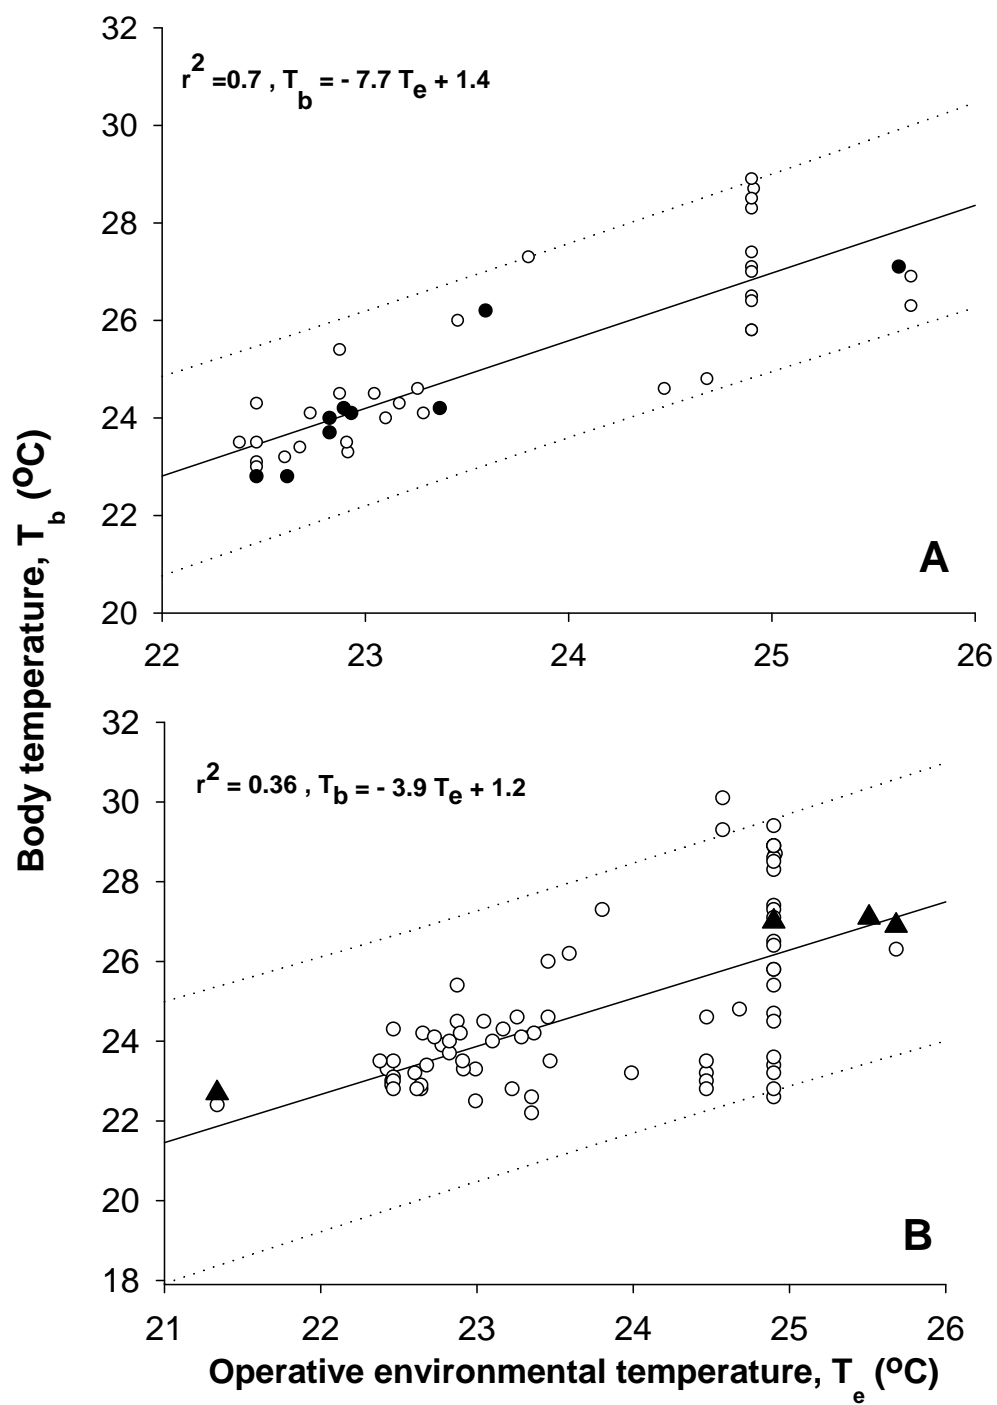 32
r2 =0.7 , Tb = - 7.7 Te + 1.4
30
28
26
24
22
A
20
22 23 24 25 26
Body temperature, Tb (oC)
32
r2 = 0.36 , Tb = - 3.9 Te + 1.2
30
28
26
24
22
20
B
18
21 22 23 24 25 26
Operative environmental temperature, Te (oC)